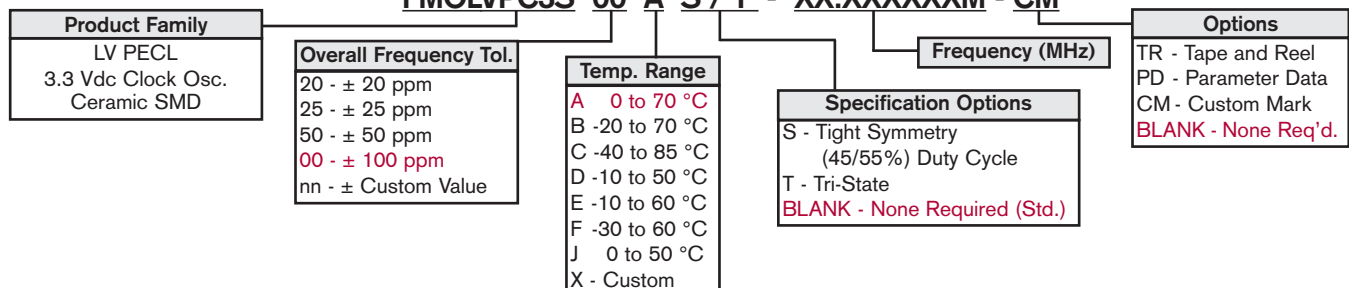 00 A S / T - XX.XXXXXXM - CM
Product Family
LV PECL
3.3 Vdc Clock Osc.
Ceramic SMD
Overall Frequency Tol.
20 - ± 20 ppm
25 - ± 25 ppm
50 - ± 50 ppm
00 - ± 100 ppm
nn - ± Custom Value
Temp. Range
A 0 to 70 °C
B -20 to 70 °C
C -40 to 85 °C
D -10 to 50 °C
E -10 to 60 °C
F -30 to 60 °C
J 0 to 50 °C
X - Custom
Specification Options
S - Tight Symmetry
(45/55%) Duty Cycle
T - Tri-State
BLANK - None Required (Std.)
Frequency (MHz)
Options
TR - Tape and Reel
PD - Parameter Data
CM - Custom Mark
BLANK - None Req'd.